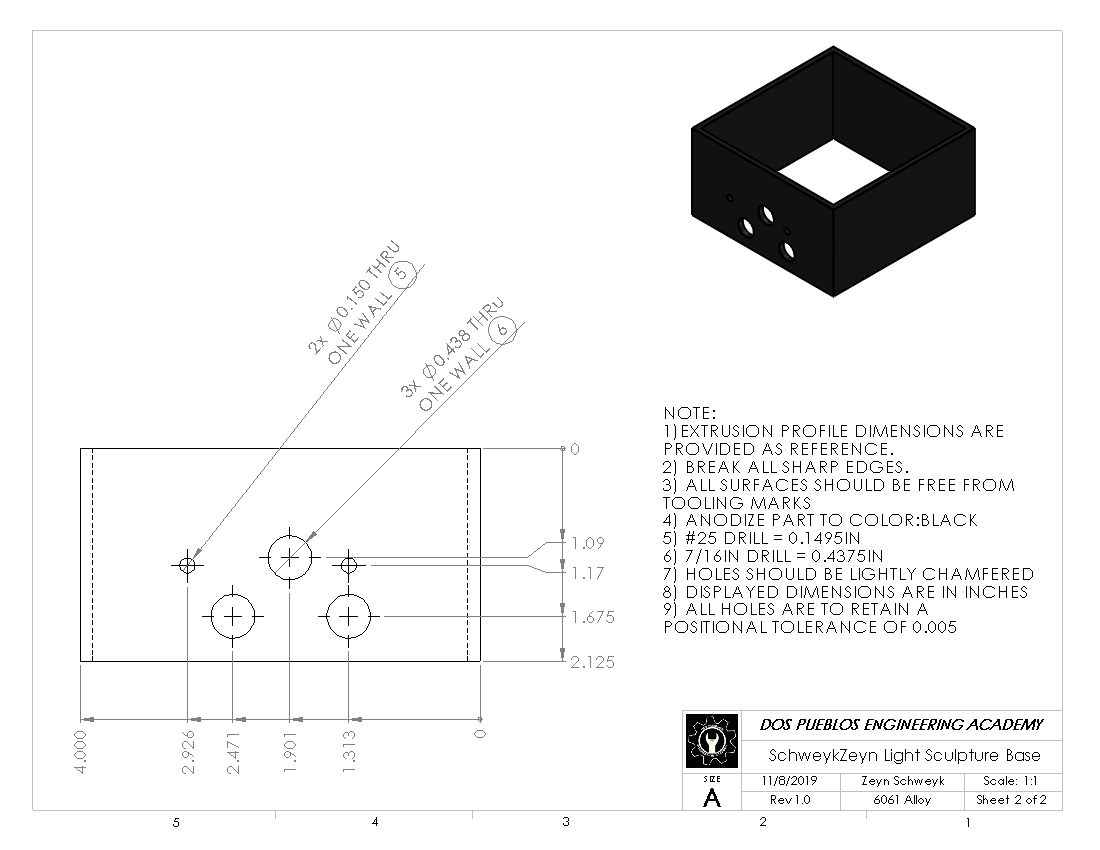 2x Ø0.150 THRU
ONE WALL 5
3x Ø0.438 THRU
ONE WALL 6
0
1.09
1.17
1.675
2.125
4.000
2.926
2.471
1.901
1.313
0
NOTE:
1)EXTRUSION PROFILE DIMENSIONS ARE
PROVIDED AS REFERENCE.
2) BREAK ALL SHARP EDGES.
3) ALL SURFACES SHOULD BE FREE FROM
TOOLING MARKS
4) ANODIZE PART TO COLOR:BLACK
5) #25 DRILL = 0.1495IN
6) 7/16IN DRILL = 0.4375IN
7) HOLES SHOULD BE LIGHTLY CHAMFERED
8) DISPLAYED DIMENSIONS ARE IN INCHES
9) ALL HOLES ARE TO RETAIN A
POSITIONAL TOLERANCE OF 0.005
DOS PUEBLOS ENGINEERING ACADEMY
SchweykZeyn Light Sculpture Base
SIZE
A
11/8/2019
Zeyn Schweyk
Scale: 1:1
Rev1.0
6061 Alloy
Sheet 2 of 2
5
4
3
2
1